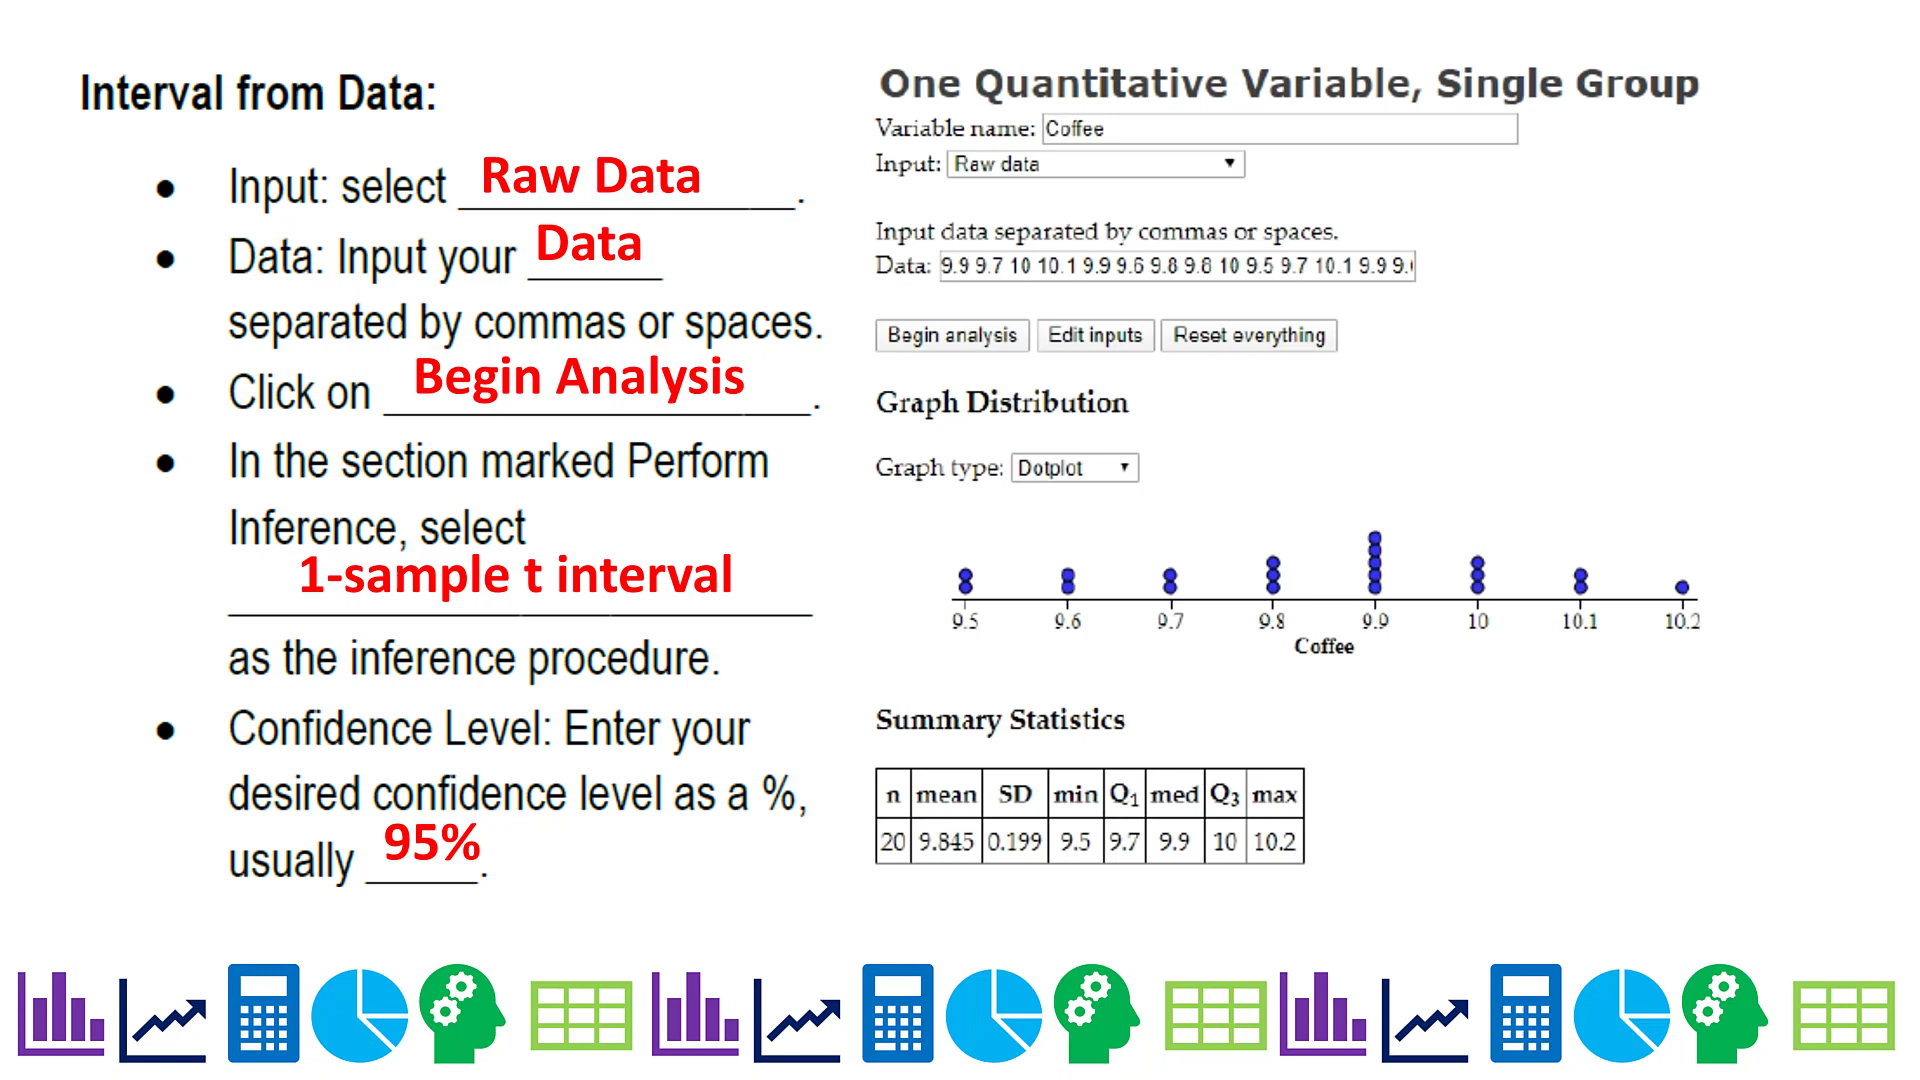 Interval from Data:
• Input: select Raw Data.
• Data: Input your Data
separated by commas or spaces.
• Click on Begin Analysis.
• In the section marked Perform
Inference, select
1-sample t interval
as the inference procedure.
• Confidence Level: Enter your
desired confidence level as a %,
usually 95%.
One Quantitative Variable, Single Group
Variable name: Coffee
Input: Raw data
Input data separated by commas or spaces.
Data: 9.9 9.7 10 10.1 9.9 9.6 9.8 9.8 10 9.5 9.7 10.1 9.9 9.
Begin analysis Edit inputs Reset everything
Graph Distribution
Graph type: Dotplot
9.5 9.6 9.7 9.8 9.9 10 10.1 10.2
Coffee
Summary Statistics
n mean SD min Q1 med Q3 max
20 9.845 0.199 9.5 9.7 9.9 10 10.2